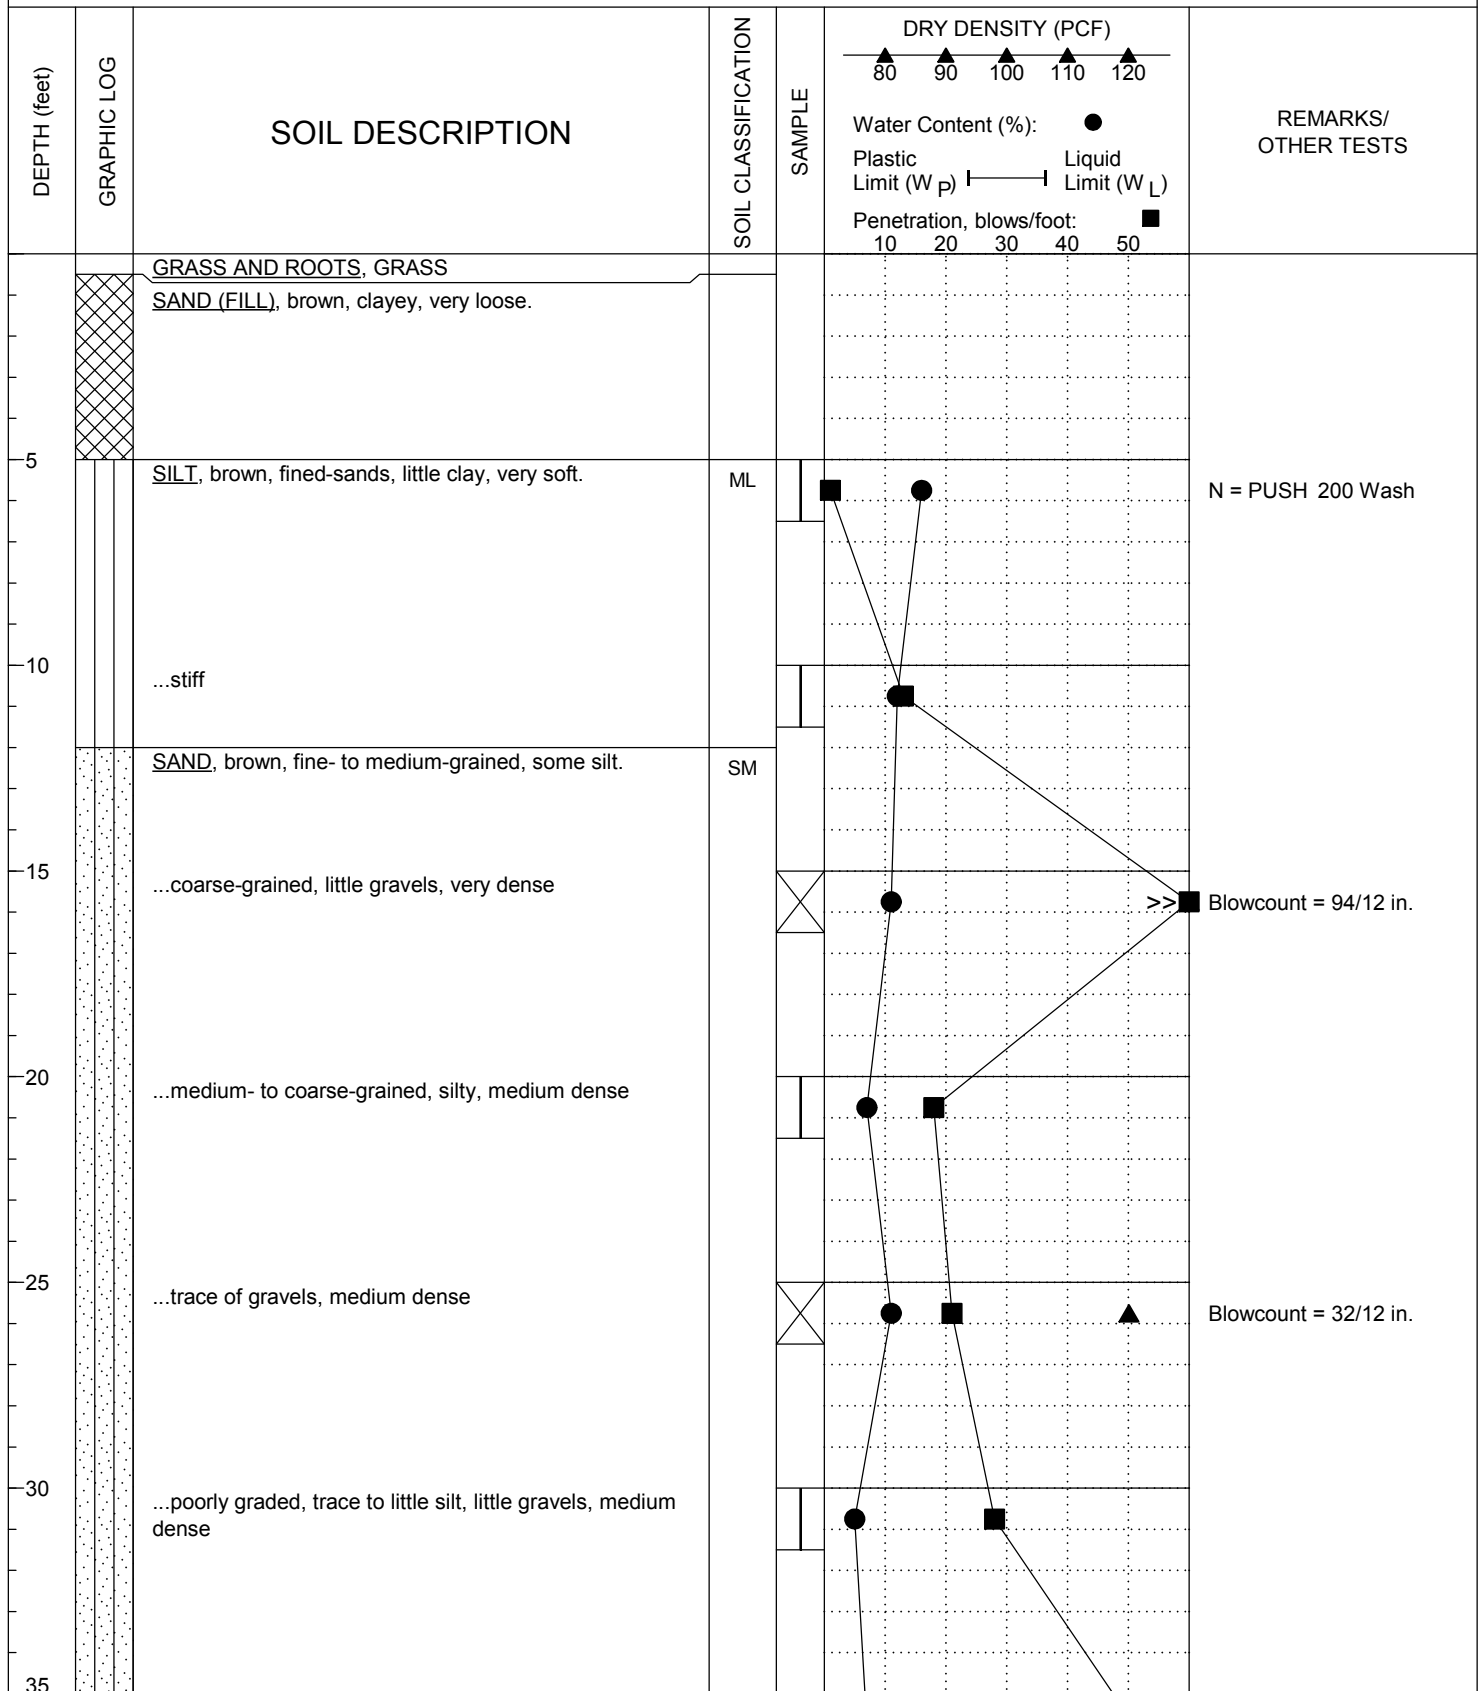 DEPTH (feet)
GRAPHIC LOG
SOIL DESCRIPTION
SOIL CLASSIFICATION
SAMPLE
DRY DENSITY (PCF)
80 90 100 110 120
Water Content (%):
Plastic Liquid
Limit (W P) Limit (W L)
Penetration, blows/foot:
10 20 30 40 50
REMARKS/
OTHER TESTS
GRASS AND ROOTS, GRASS
SAND (FILL), brown, clayey, very loose.
5
SILT, brown, fined-sands, little clay, very soft.
ML
N = PUSH 200 Wash
10
...stiff
SAND, brown, fine- to medium-grained, some silt.
SM
15
...coarse-grained, little gravels, very dense
>>
Blowcount = 94/12 in.
20
...medium- to coarse-grained, silty, medium dense
25
...trace of gravels, medium dense
Blowcount = 32/12 in.
30
...poorly graded, trace to little silt, little gravels, medium
dense
35